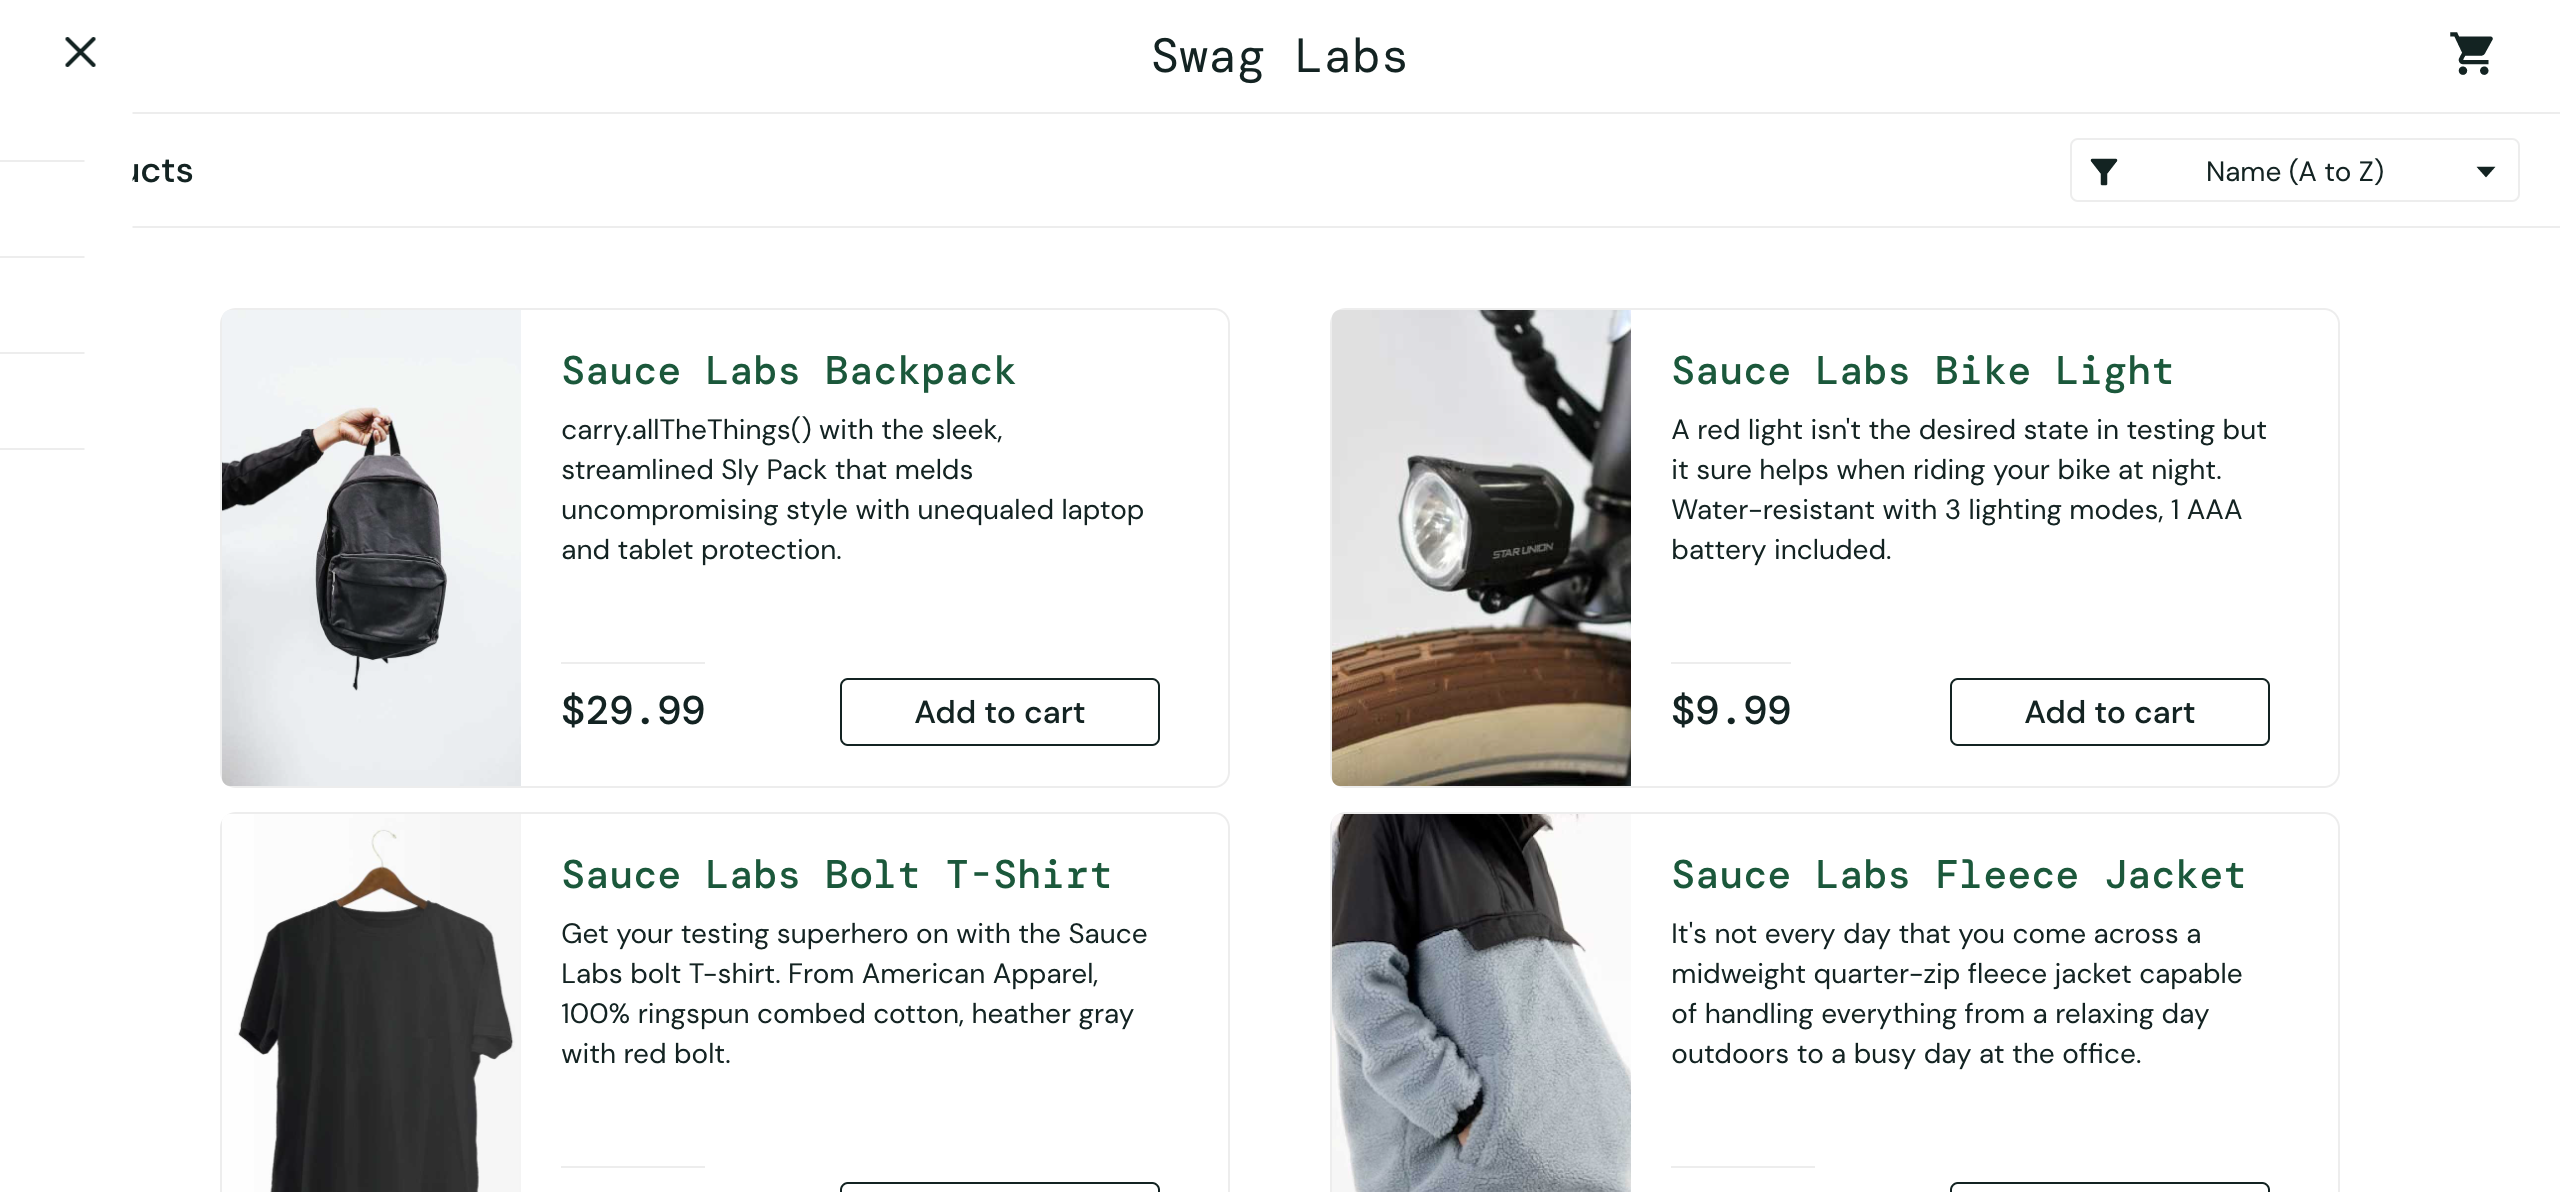 Swag Labs
ucts
Name (A to Z)
Sauce Labs Backpack
carry.allTheThings() with the sleek,
streamlined Sly Pack that melds
uncompromising style with unequaled laptop
and tablet protection.
$29.99
Add to cart
Sauce Labs Bike Light
A red light isn't the desired state in testing but
it sure helps when riding your bike at night.
Water-resistant with 3 lighting modes, 1 AAA
battery included.
STAR UNION
$9.99
Add to cart
Sauce Labs Bolt T-Shirt
Get your testing superhero on with the Sauce
Labs bolt T-shirt. From American Apparel,
100% ringspun combed cotton, heather gray
with red bolt.
Sauce Labs Fleece Jacket
It's not every day that you come across a
midweight quarter-zip fleece jacket capable
of handling everything from a relaxing day
outdoors to a busy day at the office.